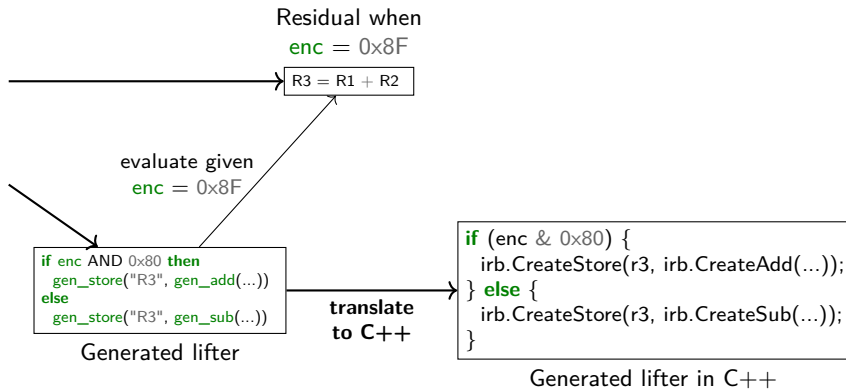 Residual when
enc = 0x8F
R3 = R1 + R2
evaluate given
enc = 0x8F
if enc AND 0x80 then
gen_store("R3", gen_add(...))
else
gen_store("R3", gen_sub(...))
Generated lifter
translate
to C++
if (enc & 0x80) {
irb.CreateStore(r3, irb.CreateAdd(...));
} else {
irb.CreateStore(r3, irb.CreateSub(...));
}
Generated lifter in C++